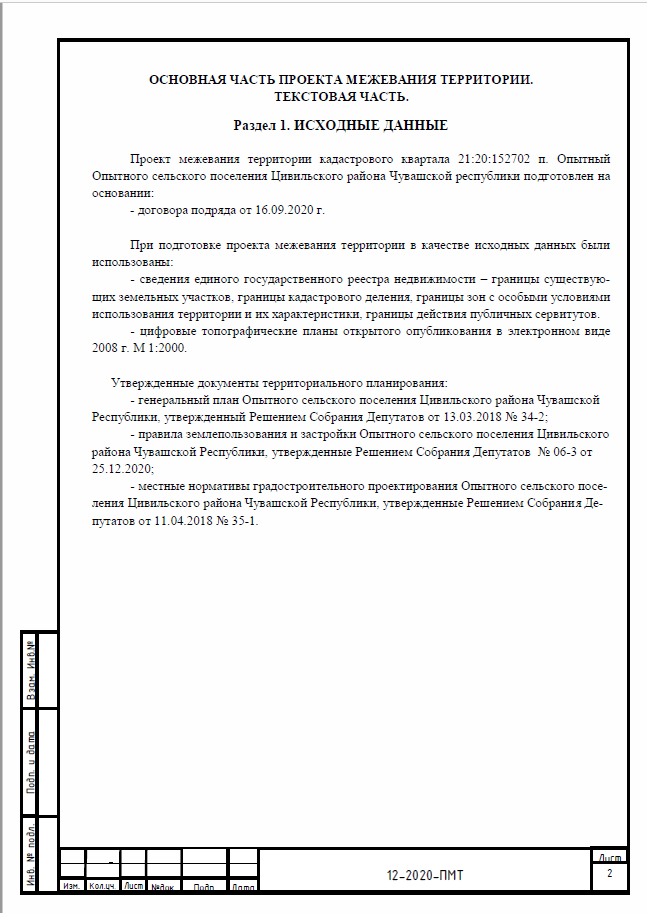 ОСНОВНАЯ ЧАСТЬ ПРОЕКТА МЕЖЕВАНИЯ ТЕРРИТОРИИ.
ТЕКСТОВАЯ ЧАСТЬ.
Раздел 1. ИСХОДНЫЕ ДАННЫЕ
Проект межевания территории кадастрового квартала 21:20:152702 п. Опытный
Опытного сельского поселения Цивильского района Чувашской республики подготовлен на
основании:
- договора подряда от 16.09.2020 г.
При подготовке проекта межевания территории в качестве исходных данных были
использованы:
- сведения единого государственного реестра недвижимости – границы существую-
щих земельных участков, границы кадастрового деления, границы зон с особыми условиями
использования территории и их характеристики, границы действия публичных сервитутов.
- цифровые топографические планы открытого опубликования в электронном виде
2008 г. М 1:2000.
Утвержденные документы территориального планирования:
- генеральный план Опытного сельского поселения Цивильского района Чувашской
Республики, утвержденный Решением Собрания Депутатов от 13.03.2018 № 34-2;
- правила землепользования и застройки Опытного сельского поселения Цивильского
района Чувашской Республики, утвержденные Решением Собрания Депутатов № 06-3 от
25.12.2020;
- местные нормативы градостроительного проектирования Опытного сельского посе-
ления Цивильского района Чувашской Республики, утвержденные Решением Собрания Де-
путатов от 11.04.2018 № 35-1.
Взам. Инв.№
Подп. и дата
Инв. № подл.
Изм. Кол.уч. Лист №док. Подп. Дата
12-2020-ПМТ
Лист
2